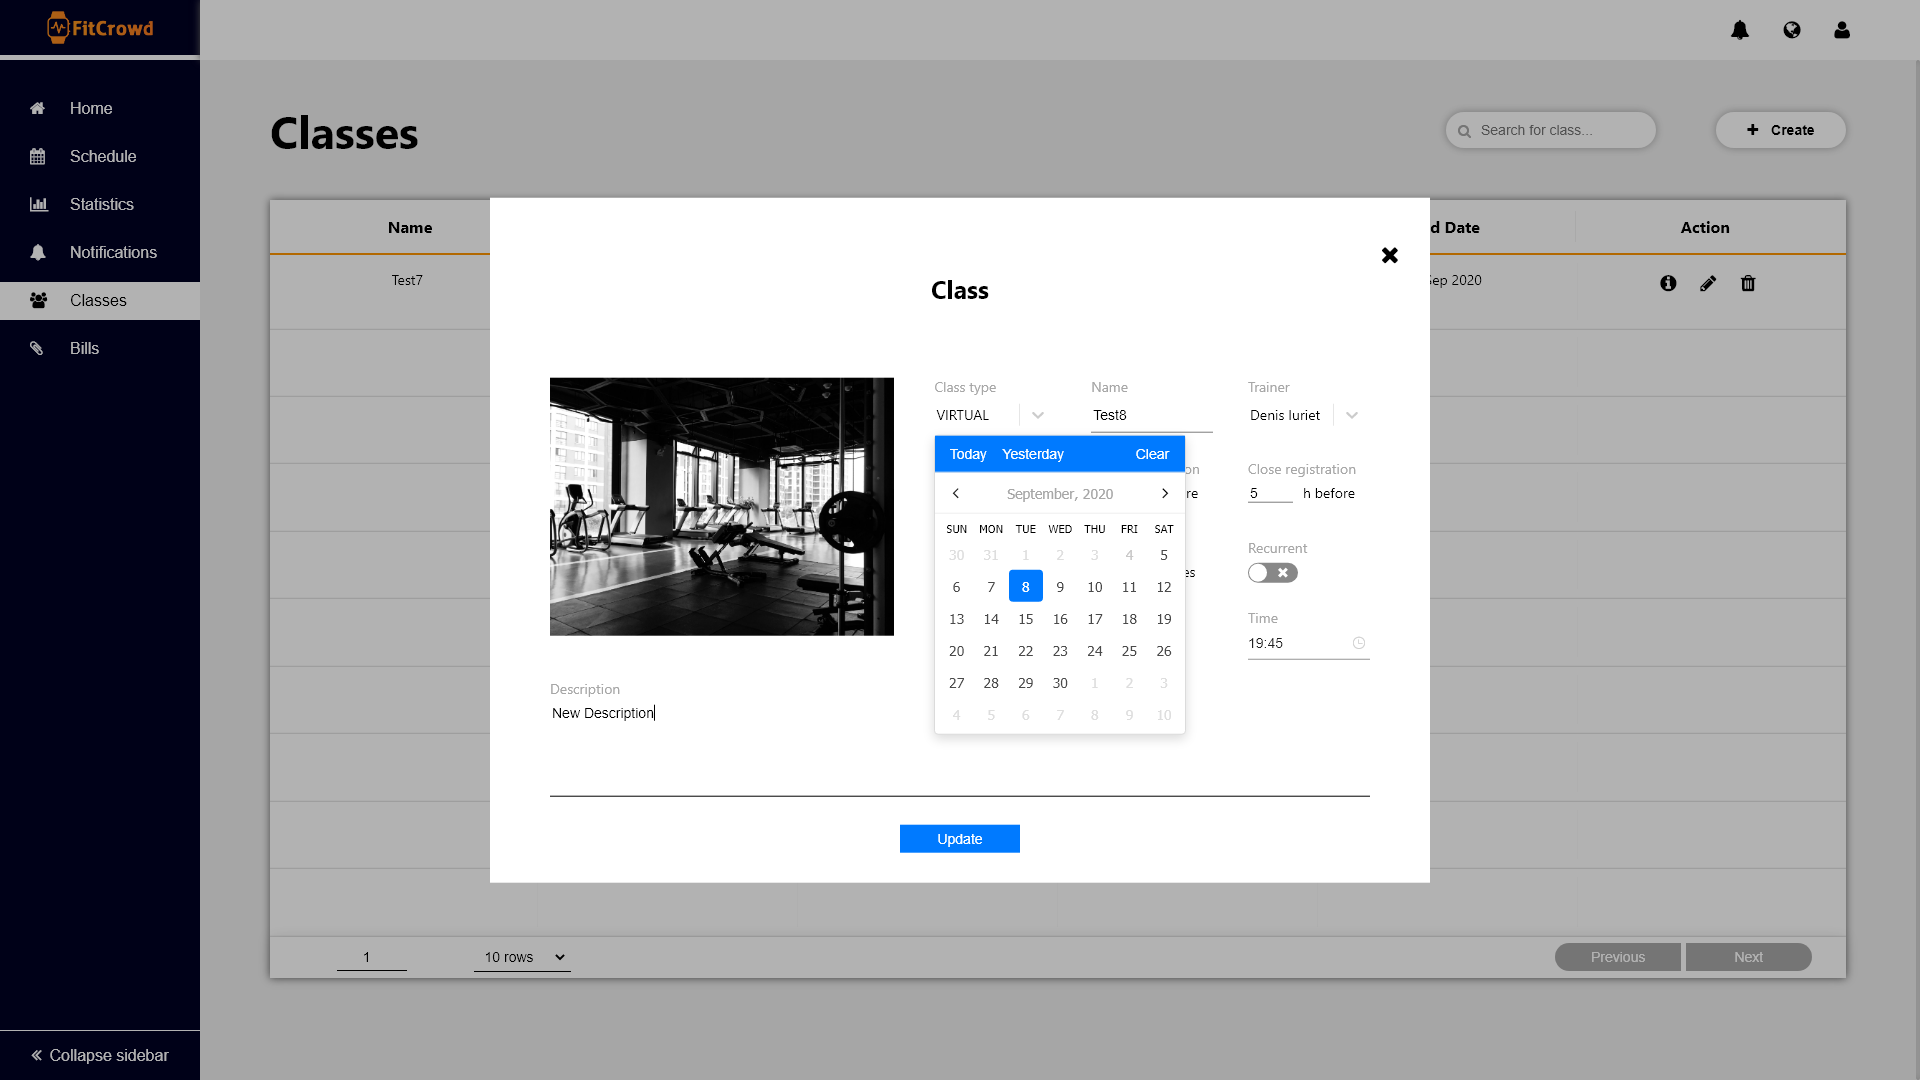 FitCrowd
Home
Schedule
Statistics
Notifications
Classes
Bills
Collapse sidebar
Classes
Search for class...
Create
Name
d Date
Action
Test7
Sep 2020
Class
Class type
Name
Trainer
VIRTUAL
Test8
Denis Iuriet
Today Yesterday Clear
on
Close registration
re
5 h before
September, 2020
SUN MON TUE WED THU FRI SAT
30 31 1 2 3 4 5
6 7 8 9 10 11 12
13 14 15 16 17 18 19
20 21 22 23 24 25 26
27 28 29 30 1 2 3
4 5 6 7 8 9 10
Recurrent
es
Time
19:45
Description
New Description
Update
1
10 rows
Previous
Next